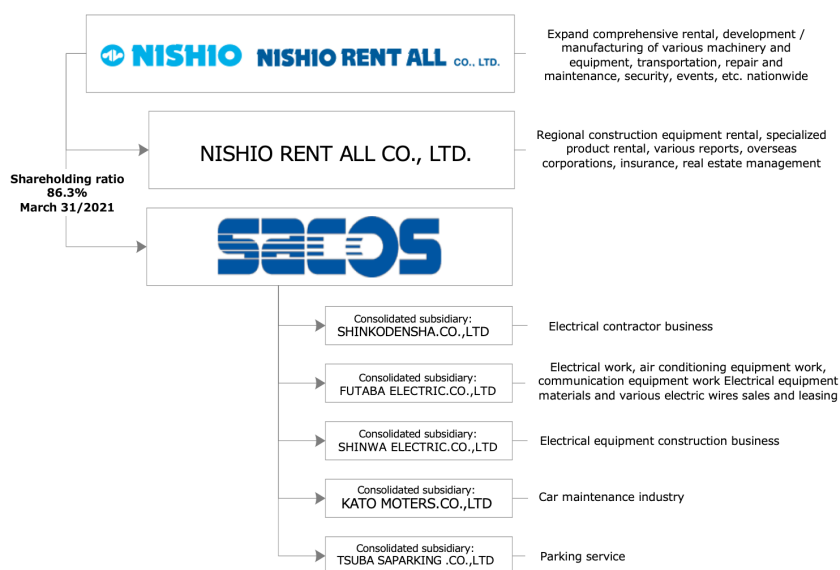 NISHIO NISHIO RENT ALL CO., LTD.
Expand comprehensive rental, development /
manufacturing of various machinery and
equipment, transportation, repair and
maintenance, security, events, etc. nationwide
NISHIO RENT ALL CO., LTD.
Regional construction equipment rental, specialized
product rental, various reports, overseas
corporations, insurance, real estate management
Shareholding ratio
86.3%
March 31/2021
SACOS
Consolidated subsidiary:
SHINKODENSHA.CO.,LTD
Electrical contractor business
Consolidated subsidiary:
FUTABA ELECTRIC.CO.,LTD
Electrical work, air conditioning equipment work,
communication equipment work Electrical equipment
materials and various electric wires sales and leasing
Consolidated subsidiary:
SHINWA ELECTRIC.CO.,LTD
Electrical equipment construction business
Consolidated subsidiary:
KATO MOTERS.CO.,LTD
Car maintenance industry
Consolidated subsidiary:
TSUBA SAPARKING .CO.,LTD
Parking service